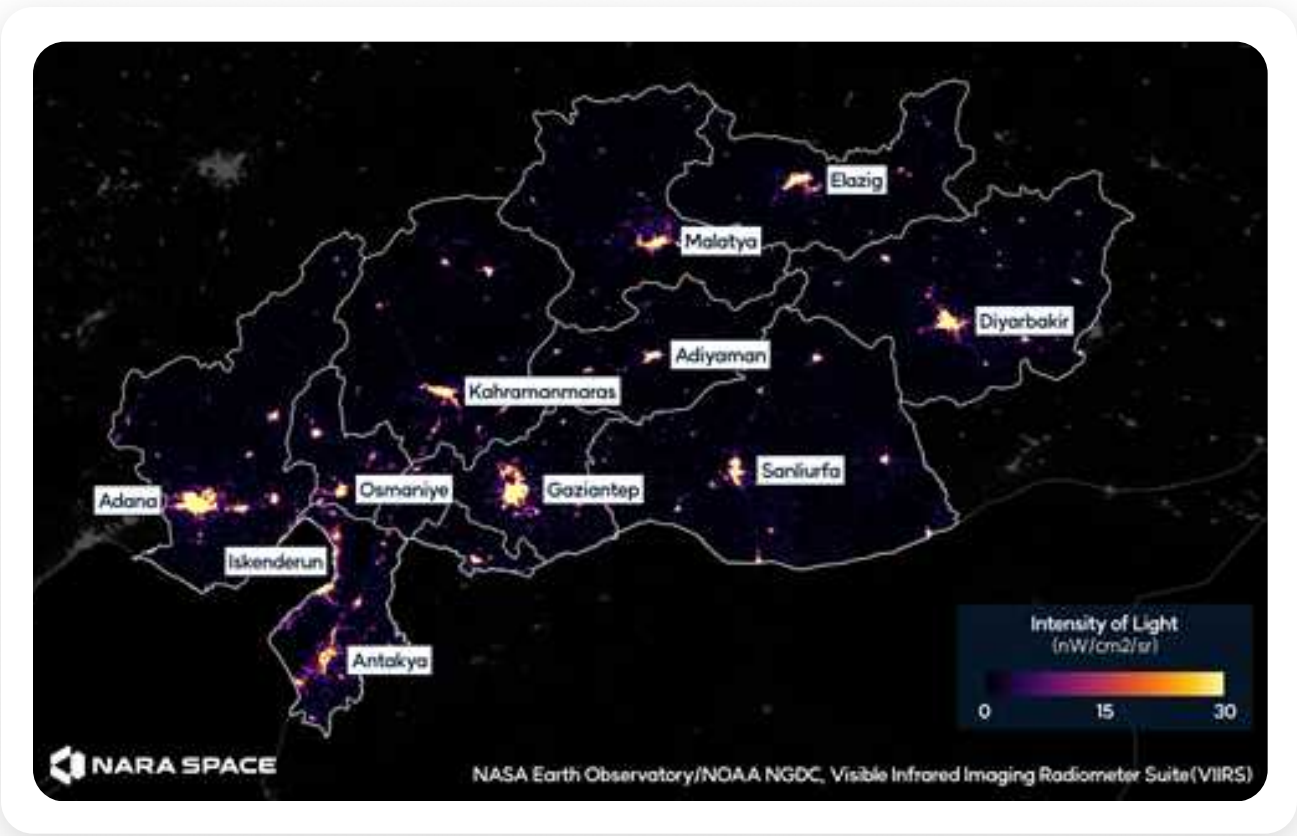 Elazig
Malatya
Diyarbakir
Adiyaman
Kahramanmaras
Sanliurfa
Adana
Osmaniye
Gaziantep
Iskenderun
Antakya
Intensity of Light
(nW/cm2/sr)
0 15 30
NARA SPACE
NASA Earth Observatory/NOAA NGDC, Visible Infrared Imaging Radiometer Suite(VIIRS)